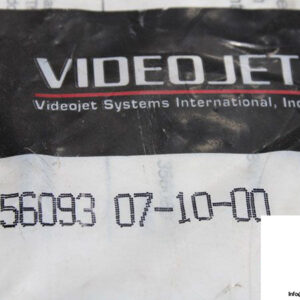 VIDEOJET
Videojet Systems International, Inc
56093 07-10-00